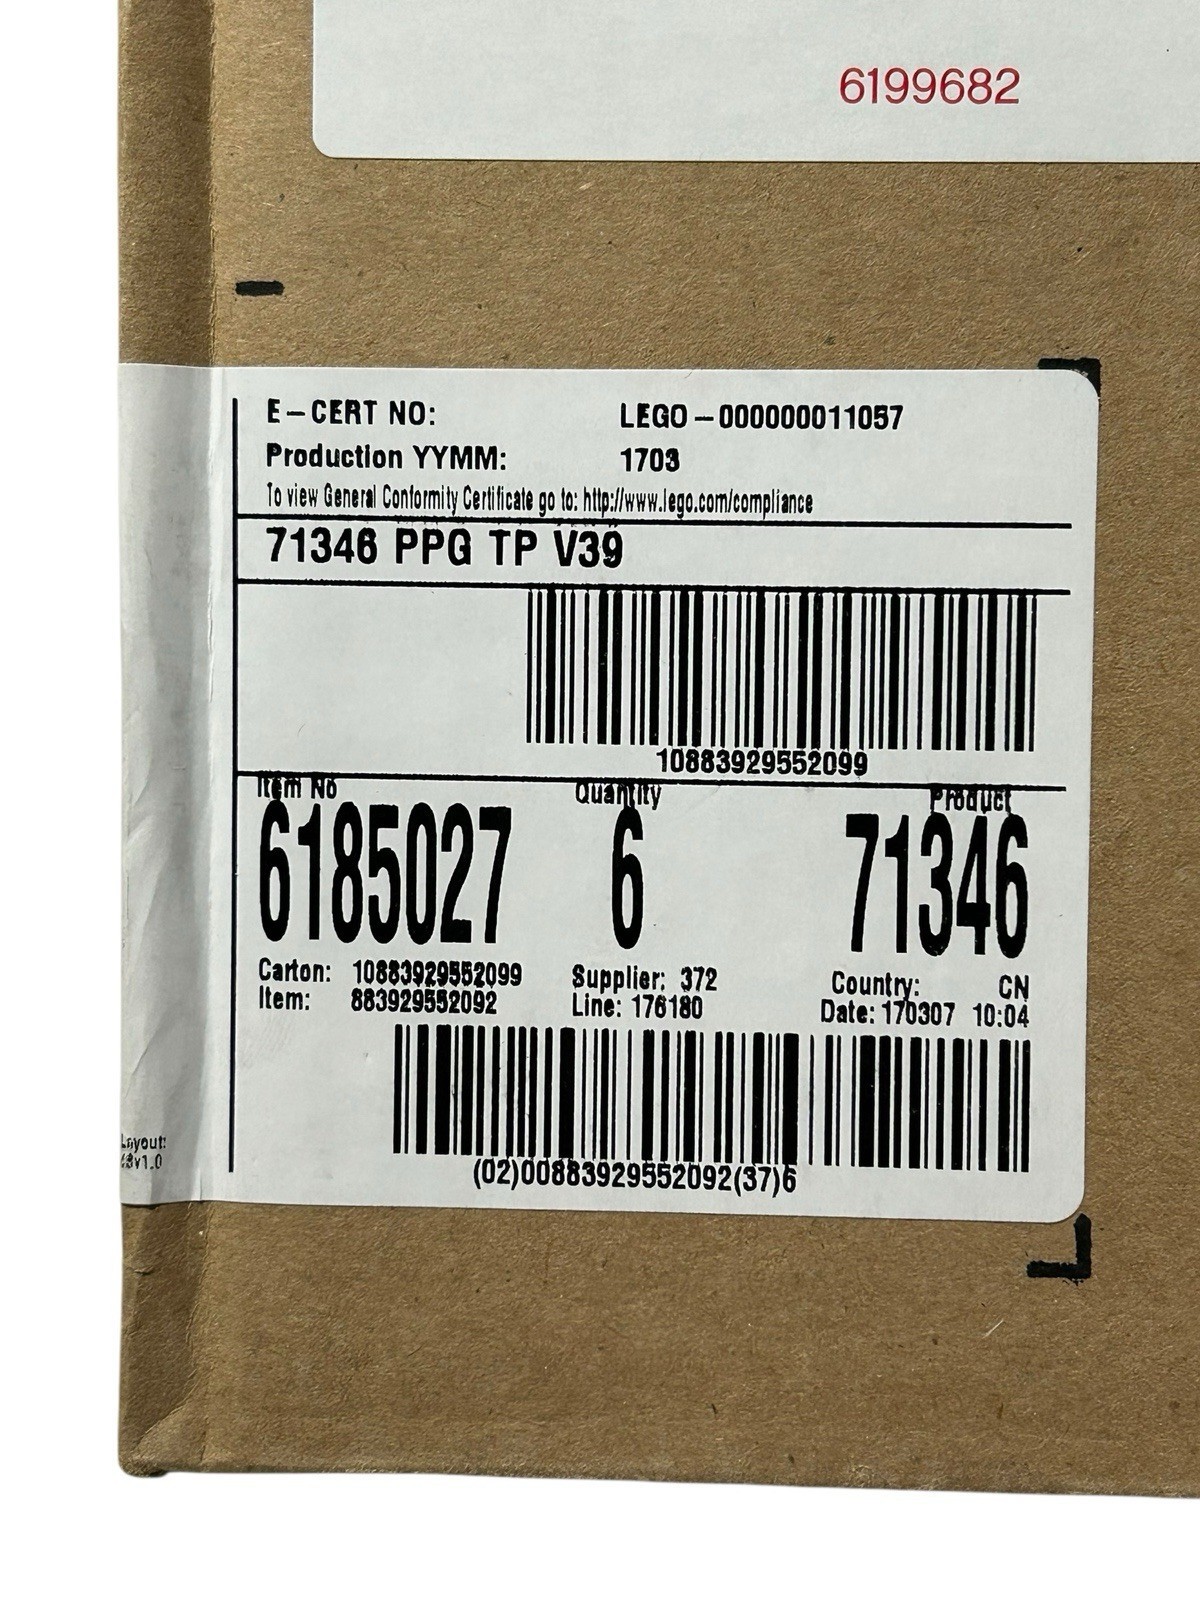 6199682
E-CERT NO: LEGO-000000011057
Production YYMM: 1703
To view General Conformity Certificate go to: http://www.lego.com/compliance
71346 PPG TP V39
10883929552099
Item No Quantity Product
6185027 6 71346
Carton: 10883929552099 Supplier: 372 Country: CN
Item: 883929552092 Line: 176180 Date: 170307 10:04
Layout:
v1.0
(02)00883929552092(37)6